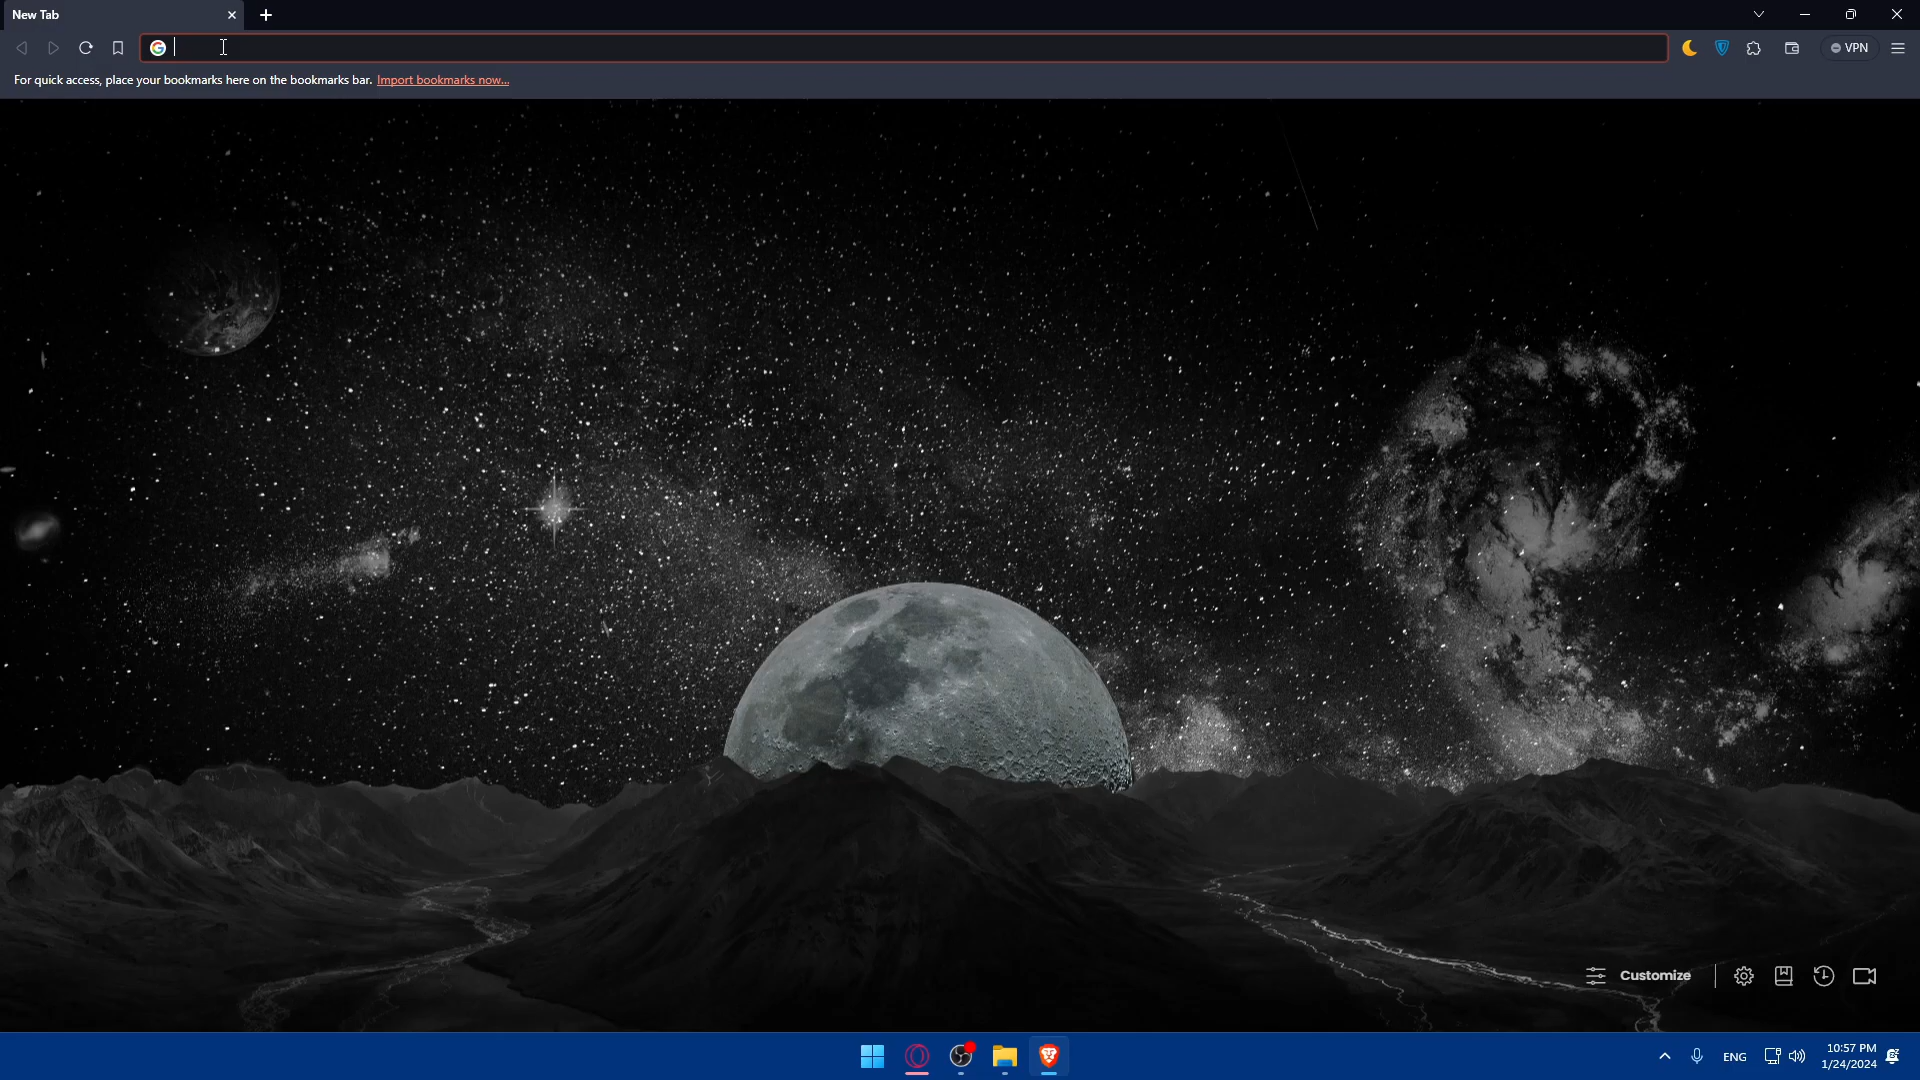 New Tab
VPN
For quick access, place your bookmarks here on the bookmarks bar. Import bookmarks now...
Customize
ENG
10:57 PM
1/24/2024